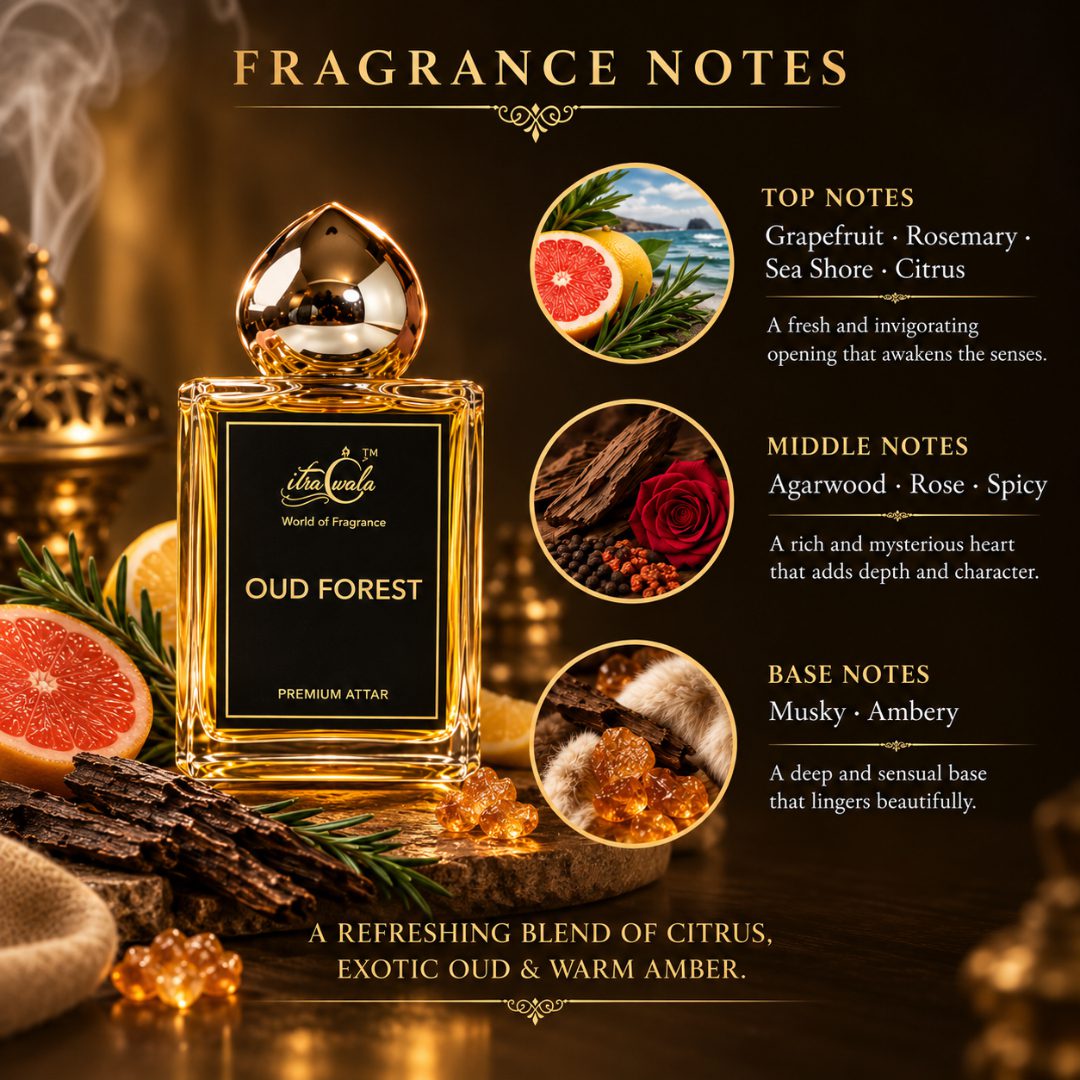 FRAGRANCE NOTES
itra wala TM
World of Fragrance
OUD FOREST
PREMIUM ATTAR
TOP NOTES
Grapefruit · Rosemary ·
Sea Shore · Citrus
A fresh and invigorating
opening that awakens the senses.
MIDDLE NOTES
Agarwood · Rose · Spicy
A rich and mysterious heart
that adds depth and character.
BASE NOTES
Musky · Ambery
A deep and sensual base
that lingers beautifully.
A REFRESHING BLEND OF CITRUS,
EXOTIC OUD & WARM AMBER.